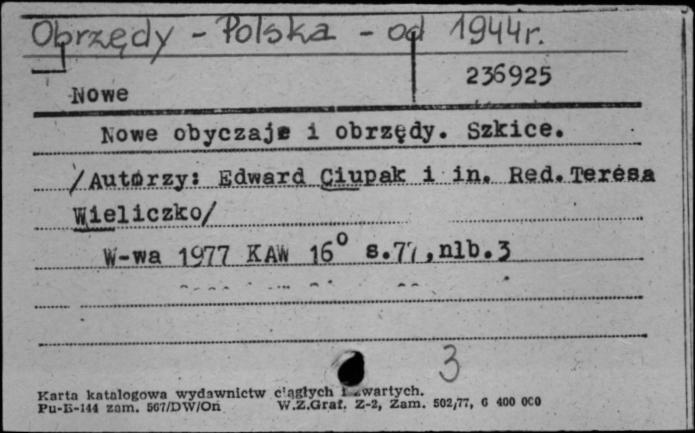 Obrzędy - Polska - od 1944r.
236925
Nowe
Nowe obyczaje i obrzędy. Szkice.
/Autorzy: Edward Ciupak i in. Red. Teresa
Wieliczko/
W-wa 1977 KAW 16° s.77, nlb.3
3
Karta katalogowa wydawnictw ciągłych i zwartych.
Pu-K-144 zam. 567/DW/On W.Z.Graf. Z-2, Zam. 502/77, 6 400 000